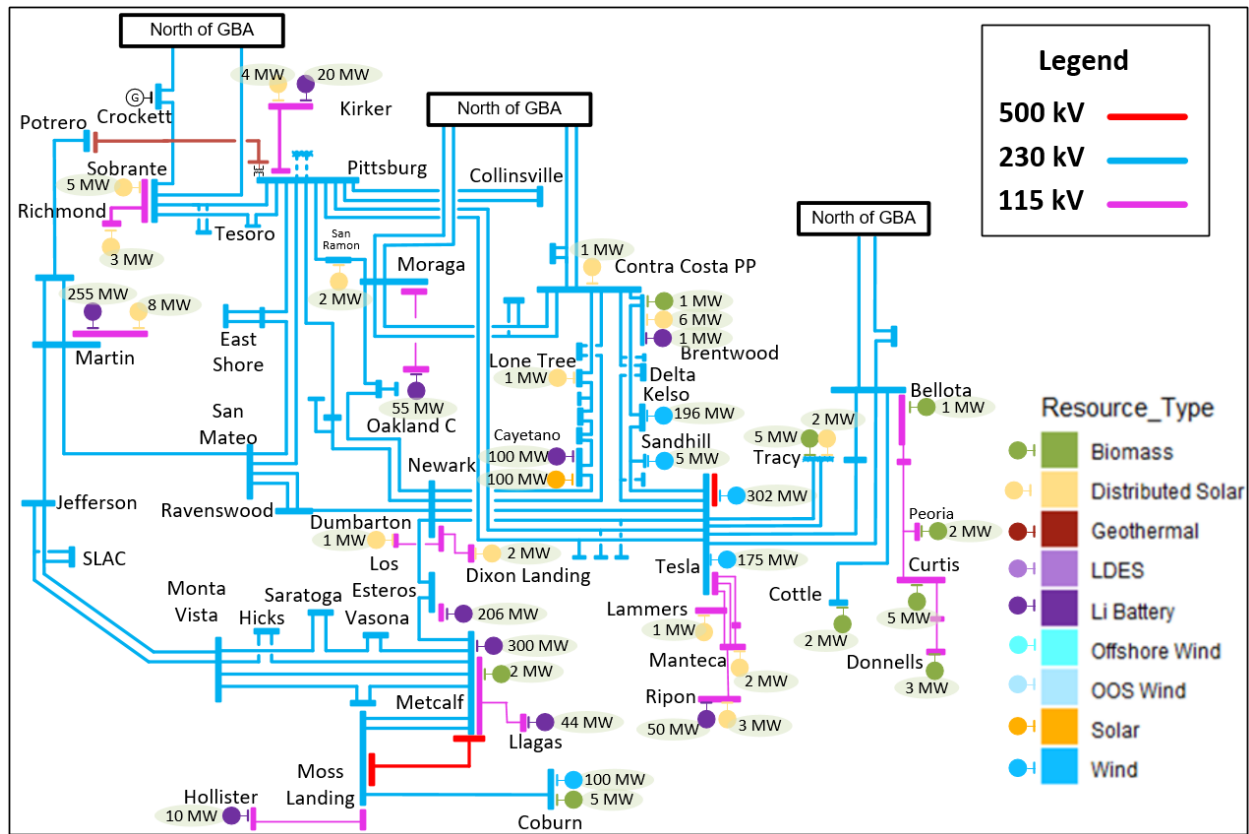 North of GBA
4 MW
20 MW
Kirker
G
Crockett
Potrero
Sobrante
5 MW
Richmond
3 MW
Tesoro
Pittsburg
Collinsville
North of GBA
North of GBA
Legend
500 kV
230 kV
115 kV
San
Ramon
2 MW
Moraga
1 MW
Contra Costa PP
1 MW
6 MW
1 MW
Brentwood
255 MW
8 MW
Martin
East
Shore
Lone Tree
1 MW
Delta
Kelso
196 MW
55 MW
Oakland C
San
Mateo
Cayetano
100 MW
100 MW
Sandhill
5 MW
2 MW
5 MW
Tracy
Bellota
1 MW
Newark
302 MW
Jefferson
Ravenswood
Dumbarton
1 MW
Los
Esteros
2 MW
Dixon Landing
Peoria
2 MW
SLAC
Tesla
175 MW
Curtis
5 MW
Cottle
2 MW
Donnells
3 MW
Monta
Vista
Hicks
Saratoga
Vasona
206 MW
300 MW
2 MW
Metcalf
44 MW
Llagas
Lammers
1 MW
Manteca
2 MW
Ripon
50 MW
3 MW
Moss
Landing
Hollister
10 MW
100 MW
5 MW
Coburn
Resource_Type
Biomass
Distributed Solar
Geothermal
LDES
Li Battery
Offshore Wind
OOS Wind
Solar
Wind